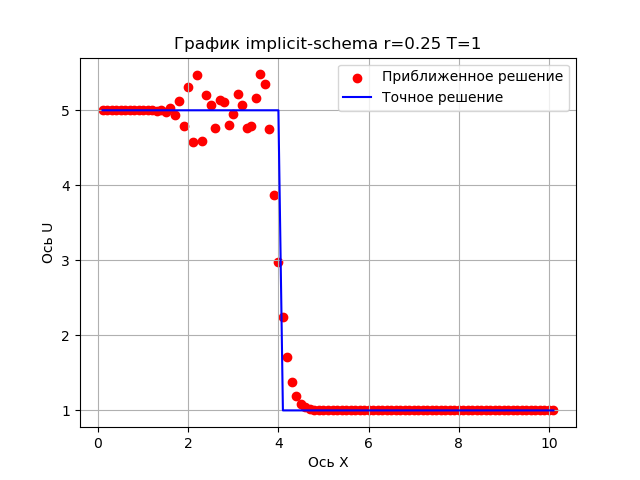 График implicit-schema r=0.25 T=1
Приближенное решение
Точное решение
Ось U
5
4
3
2
1
0
2
4
6
8
10
Ось X